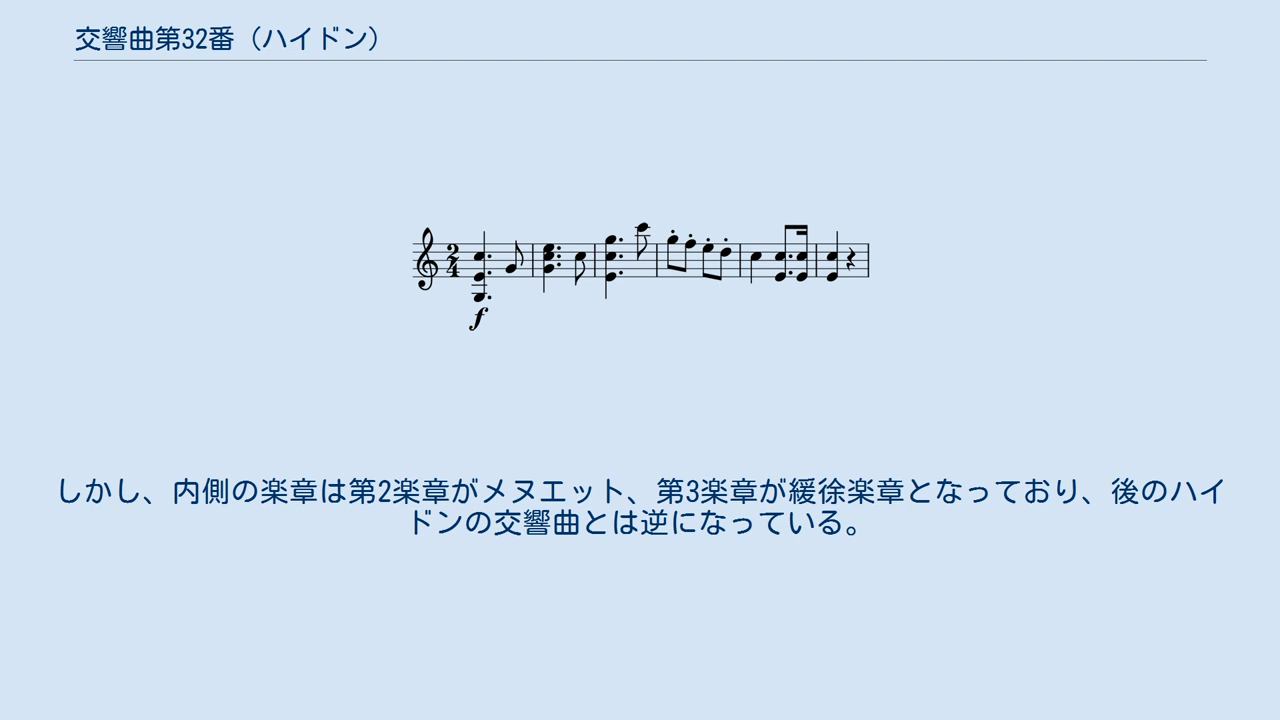 交響曲第32番（ハイドン）
2
4
f
しかし、内側の楽章は第2楽章がメヌエット、第3楽章が緩徐楽章となっており、後のハイ
ドンの交響曲とは逆になっている。